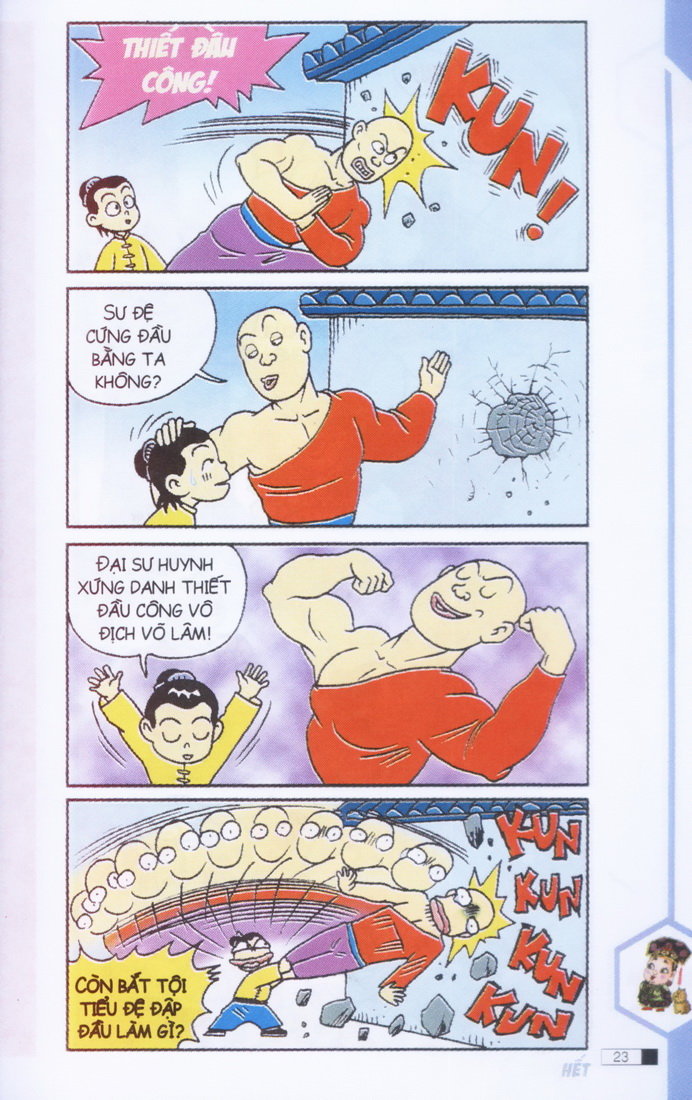 THIẾT ĐẦU
CÔNG!
KUN!
SƯ ĐỆ
CỨNG ĐẦU
BẰNG TA
KHÔNG?
ĐẠI SƯ HUYNH
XỨNG DANH THIẾT
ĐẦU CÔNG VÔ
ĐỊCH VÕ LÂM!
KUN
KUN
KUN
KUN
CÒN BẮT TỘI
TIỂU ĐỆ ĐẬP
ĐẦU LÀM GÌ?
HẾT
23